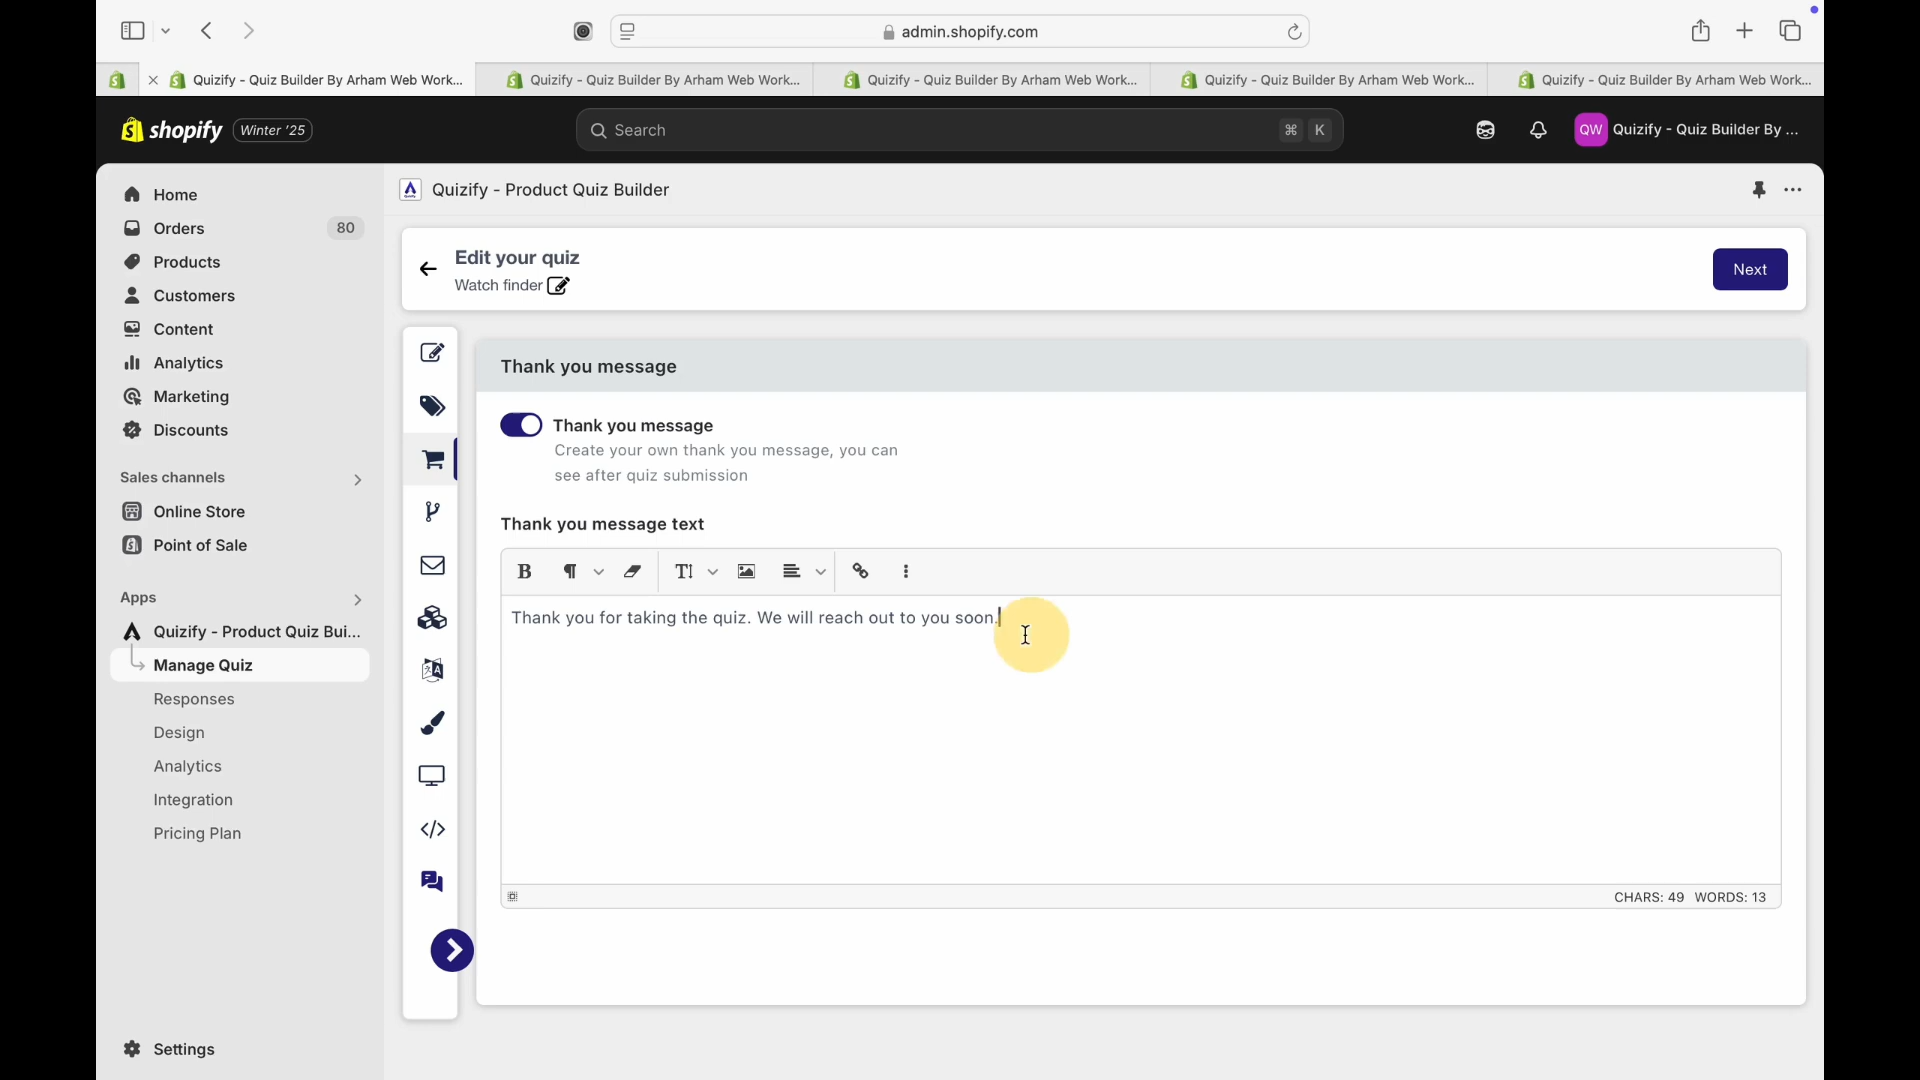 admin.shopify.com
Quizify - Quiz Builder By Arham Web Work...
Quizify - Quiz Builder By Arham Web Work...
Quizify - Quiz Builder By Arham Web Work...
Quizify - Quiz Builder By Arham Web Work...
Quizify - Quiz Builder By Arham Web Work...
shopify
Winter '25
Search
⌘ K
QW
Quizify - Quiz Builder By ...
Home
Orders 80
Products
Customers
Content
Analytics
Marketing
Discounts
Sales channels
Online Store
Point of Sale
Apps
Quizify - Product Quiz Bui...
Manage Quiz
Responses
Design
Analytics
Integration
Pricing Plan
Settings
Quizify - Product Quiz Builder
Edit your quiz
Watch finder
Next
Thank you message
Thank you message
Create your own thank you message, you can
see after quiz submission
Thank you message text
B
Thank you for taking the quiz. We will reach out to you soon.
CHARS: 49 WORDS: 13